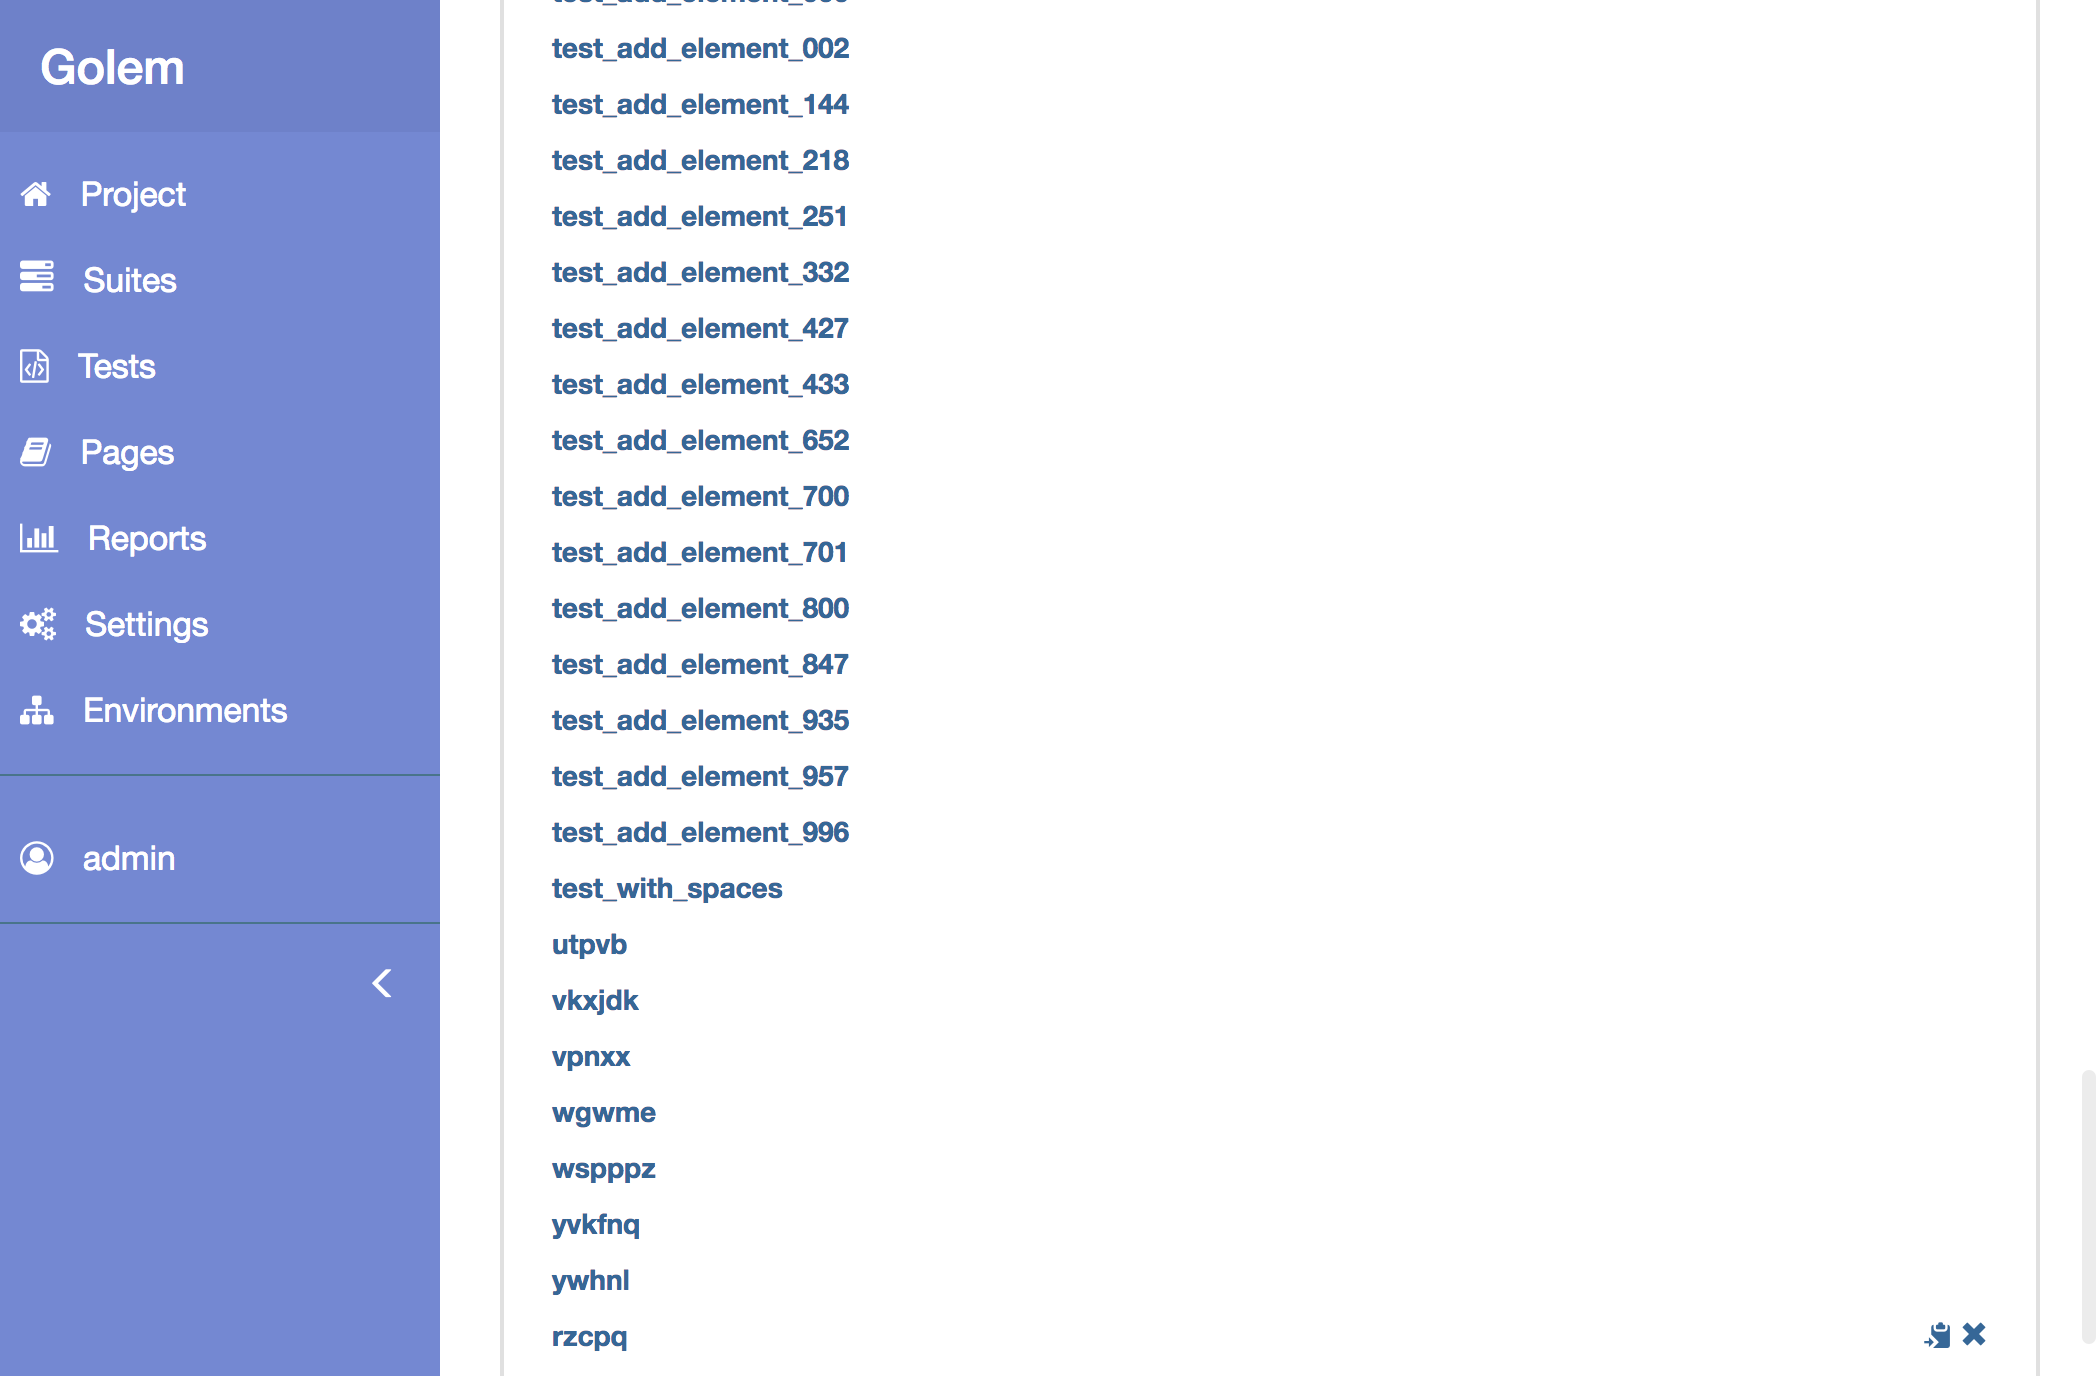 Golem
Project
Suites
Tests
Pages
Reports
Settings
Environments
admin
test_add_element_002
test_add_element_144
test_add_element_218
test_add_element_251
test_add_element_332
test_add_element_427
test_add_element_433
test_add_element_652
test_add_element_700
test_add_element_701
test_add_element_800
test_add_element_847
test_add_element_935
test_add_element_957
test_add_element_996
test_with_spaces
utpvb
vkxjdk
vpnxx
wgwme
wspppz
yvkfnq
ywhnl
rzcpq